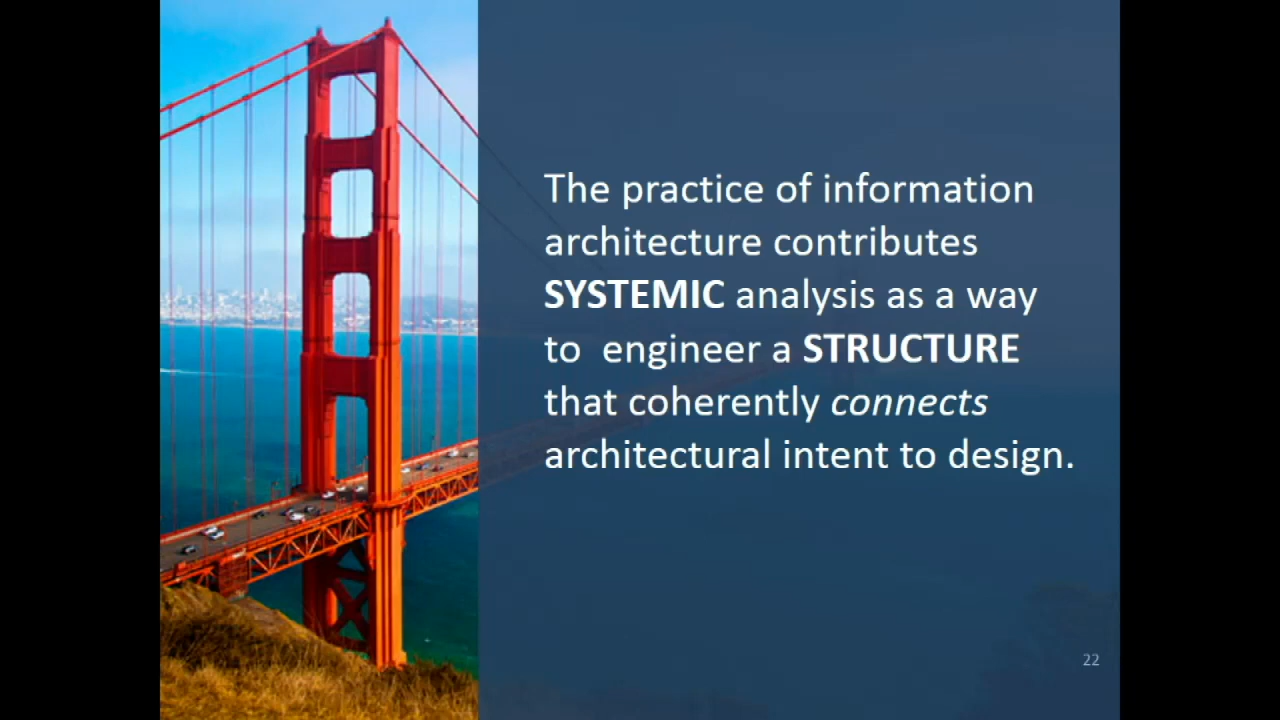 The practice of information
architecture contributes
SYSTEMIC analysis as a way
to  engineer a STRUCTURE
that coherently connects
architectural intent to design.
22